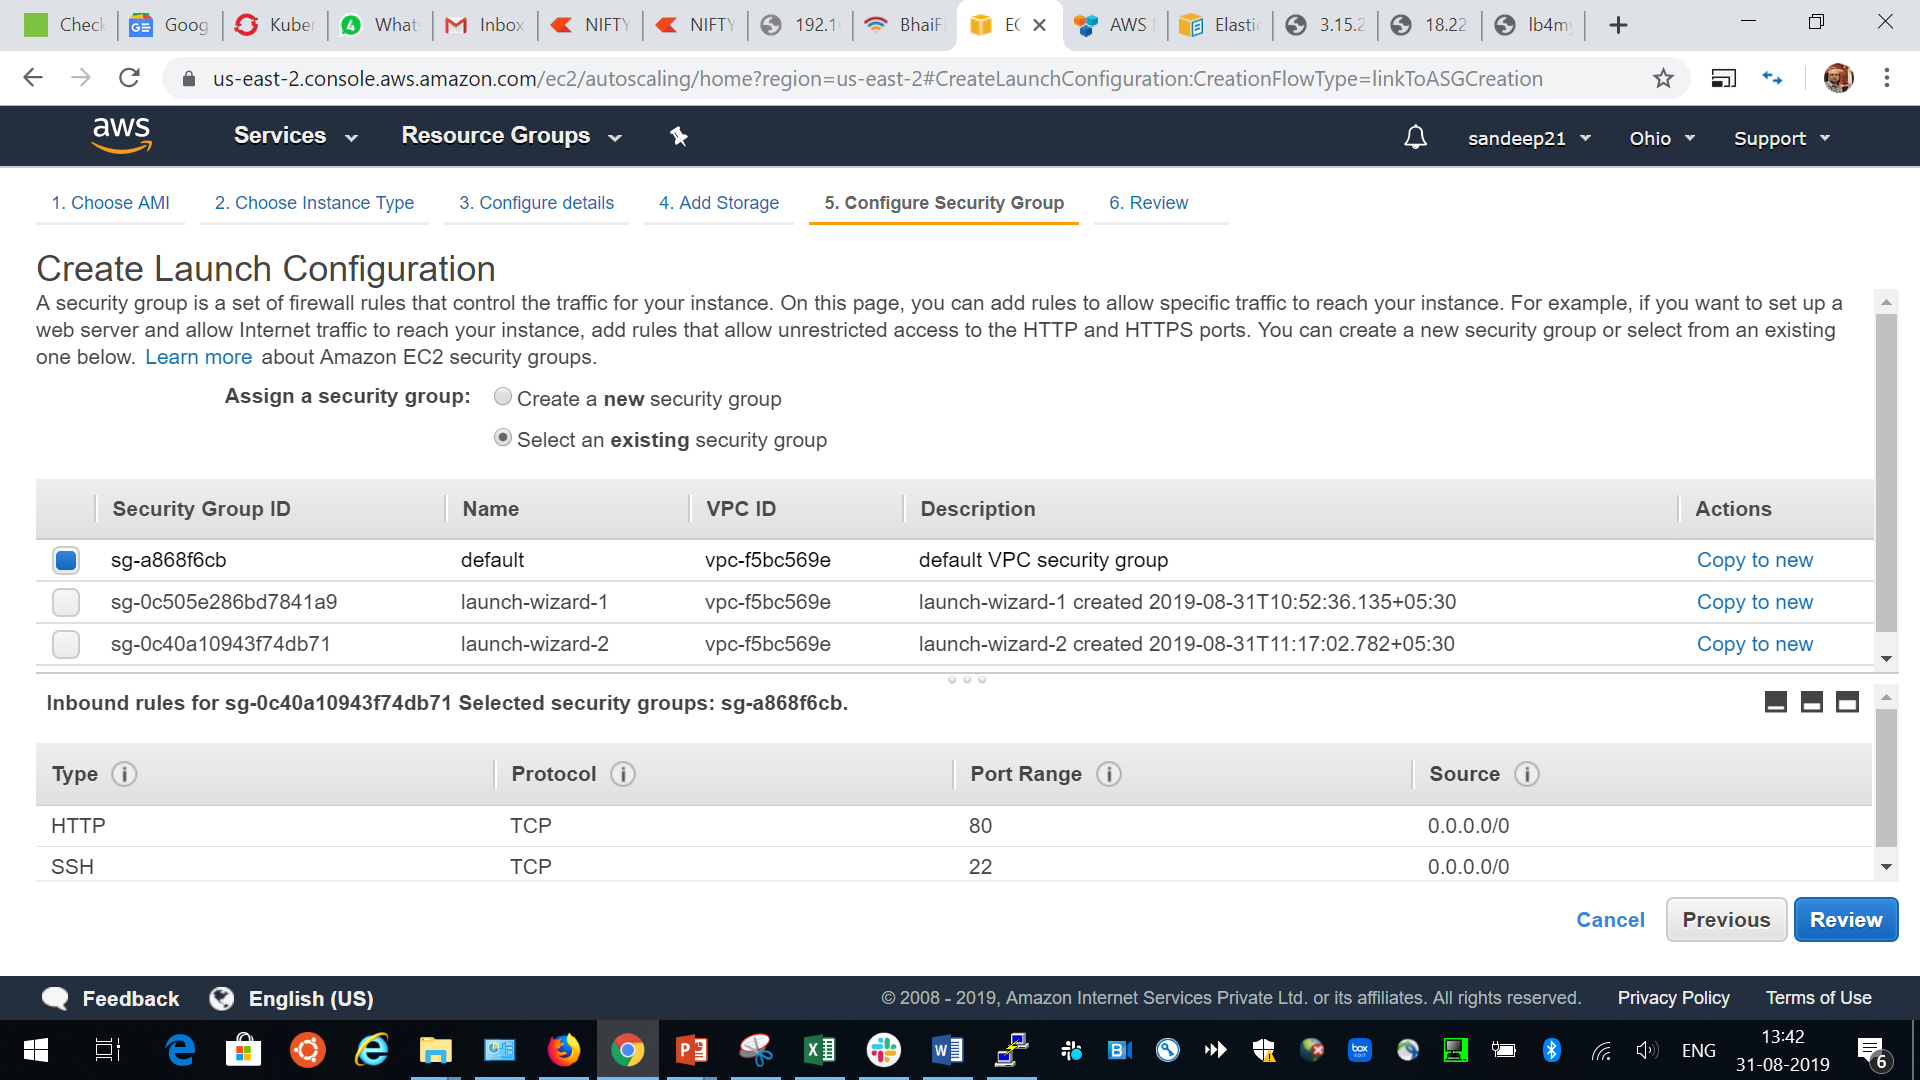 Check
Goog
Kuber
What
Inbox
NIFTY
NIFTY
192.1
BhaiFi
EC
AWS
Elastic
3.15.2
18.22
lb4my
us-east-2.console.aws.amazon.com/ec2/autoscaling/home?region=us-east-2#CreateLaunchConfiguration:CreationFlowType=linkToASGCreation
aws
Services
Resource Groups
sandeep21
Ohio
Support
1. Choose AMI
2. Choose Instance Type
3. Configure details
4. Add Storage
5. Configure Security Group
6. Review
Create Launch Configuration
A security group is a set of firewall rules that control the traffic for your instance. On this page, you can add rules to allow specific traffic to reach your instance. For example, if you want to set up a
web server and allow Internet traffic to reach your instance, add rules that allow unrestricted access to the HTTP and HTTPS ports. You can create a new security group or select from an existing
one below. Learn more about Amazon EC2 security groups.
Assign a security group:
Create a new security group
Select an existing security group
Security Group ID Name VPC ID Description Actions
sg-a868f6cb default vpc-f5bc569e default VPC security group Copy to new
sg-0c505e286bd7841a9 launch-wizard-1 vpc-f5bc569e launch-wizard-1 created 2019-08-31T10:52:36.135+05:30 Copy to new
sg-0c40a10943f74db71 launch-wizard-2 vpc-f5bc569e launch-wizard-2 created 2019-08-31T11:17:02.782+05:30 Copy to new
Inbound rules for sg-0c40a10943f74db71 Selected security groups: sg-a868f6cb.
Type Protocol Port Range Source
HTTP TCP 80 0.0.0.0/0
SSH TCP 22 0.0.0.0/0
Cancel
Previous
Review
Feedback
English (US)
© 2008 - 2019, Amazon Internet Services Private Ltd. or its affiliates. All rights reserved.
Privacy Policy
Terms of Use
ENG
13:42
31-08-2019
6